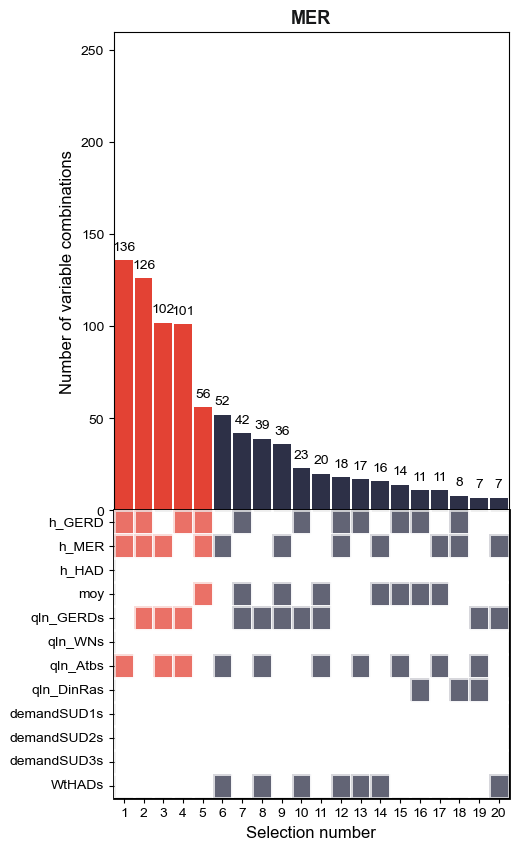 MER
Number of variable combinations
250
200
150
100
50
0
136
126
102
101
56
52
42
39
36
23
20
18
17
16
14
11
11
8
7
7
h_GERD
h_MER
h_HAD
moy
qln_GERDs
qln_WNs
qln_Atbs
qln_DinRas
demandSUD1s
demandSUD2s
demandSUD3s
WtHADs
1 2 3 4 5 6 7 8 9 10 11 12 13 14 15 16 17 18 19 20
Selection number